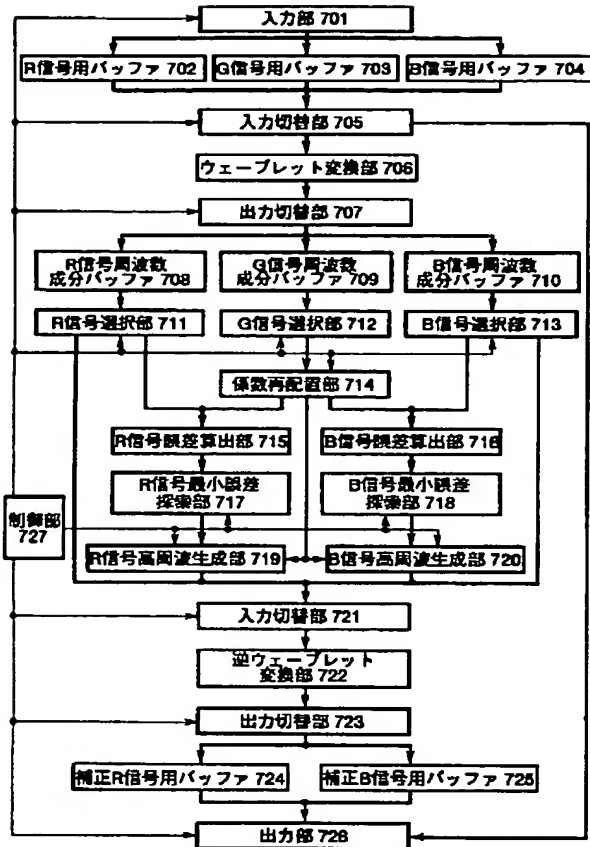 入力部 701
R信号用バッファ 702
G信号用バッファ 703
B信号用バッファ 704
入力切替部 705
ウェーブレット変換部 706
出力切替部 707
R信号周波数
成分バッファ 708
G信号周波数
成分バッファ 709
B信号周波数
成分バッファ 710
R信号選択部 711
G信号選択部 712
B信号選択部 713
係数再配置部 714
R信号誤差算出部 715
B信号誤差算出部 716
R信号最小誤差
探索部 717
B信号最小誤差
探索部 718
制御部
727
R信号高周波生成部 719
B信号高周波生成部 720
入力切替部 721
逆ウェーブレット
変換部 722
出力切替部 723
補正R信号用バッファ 724
補正B信号用バッファ 725
出力部 726